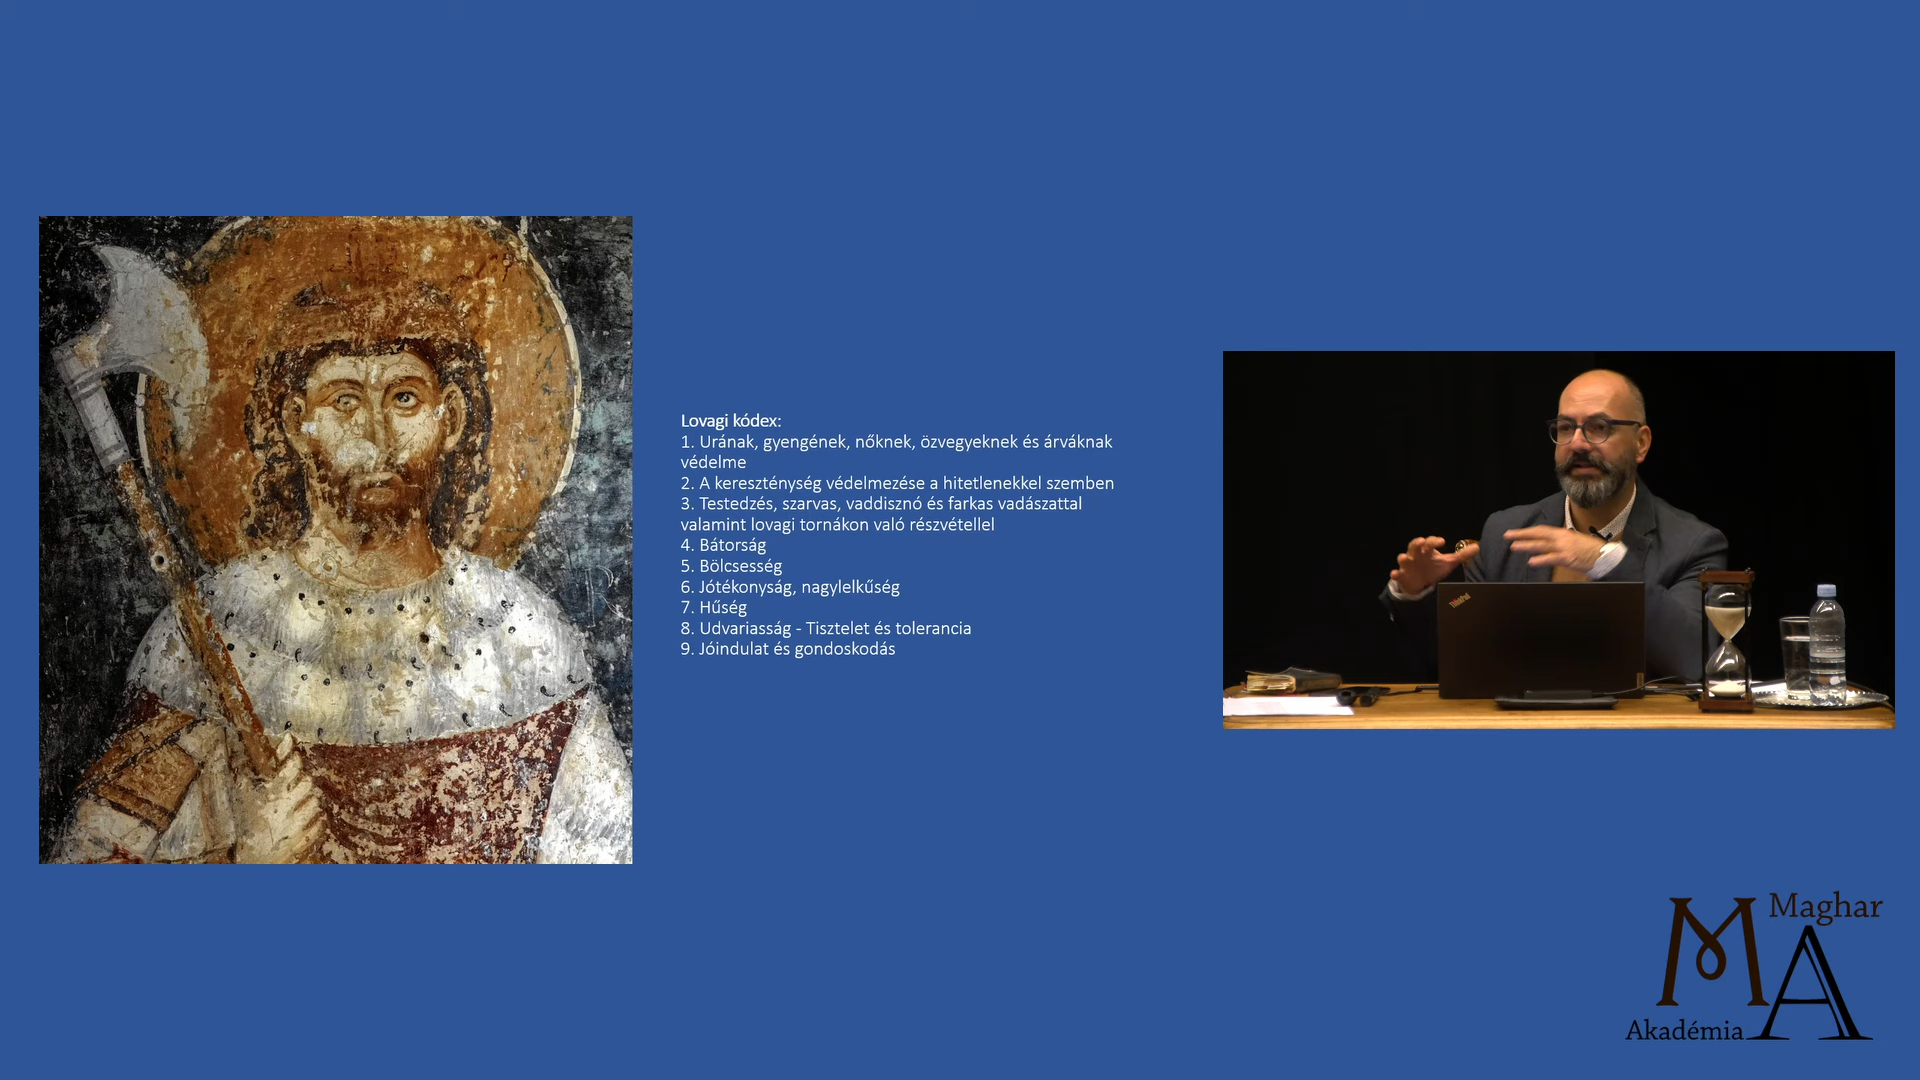 Lovagi kódex:
1. Urának, gyengének, nőknek, özvegyeknek és árváknak
védelme
2. A kereszténység védelmezése a hitetlenekkel szemben
3. Testedzés, szarvas, vaddisznó és farkas vadászattal
valamint lovagi tornákon való részvétellel
4. Bátorság
5. Bölcsesség
6. Jótékonyság, nagylelkűség
7. Hűség
8. Udvariasság - Tisztelet és tolerancia
9. Jóindulat és gondoskodás
ThinkPad
MA
Maghar
Akadémia